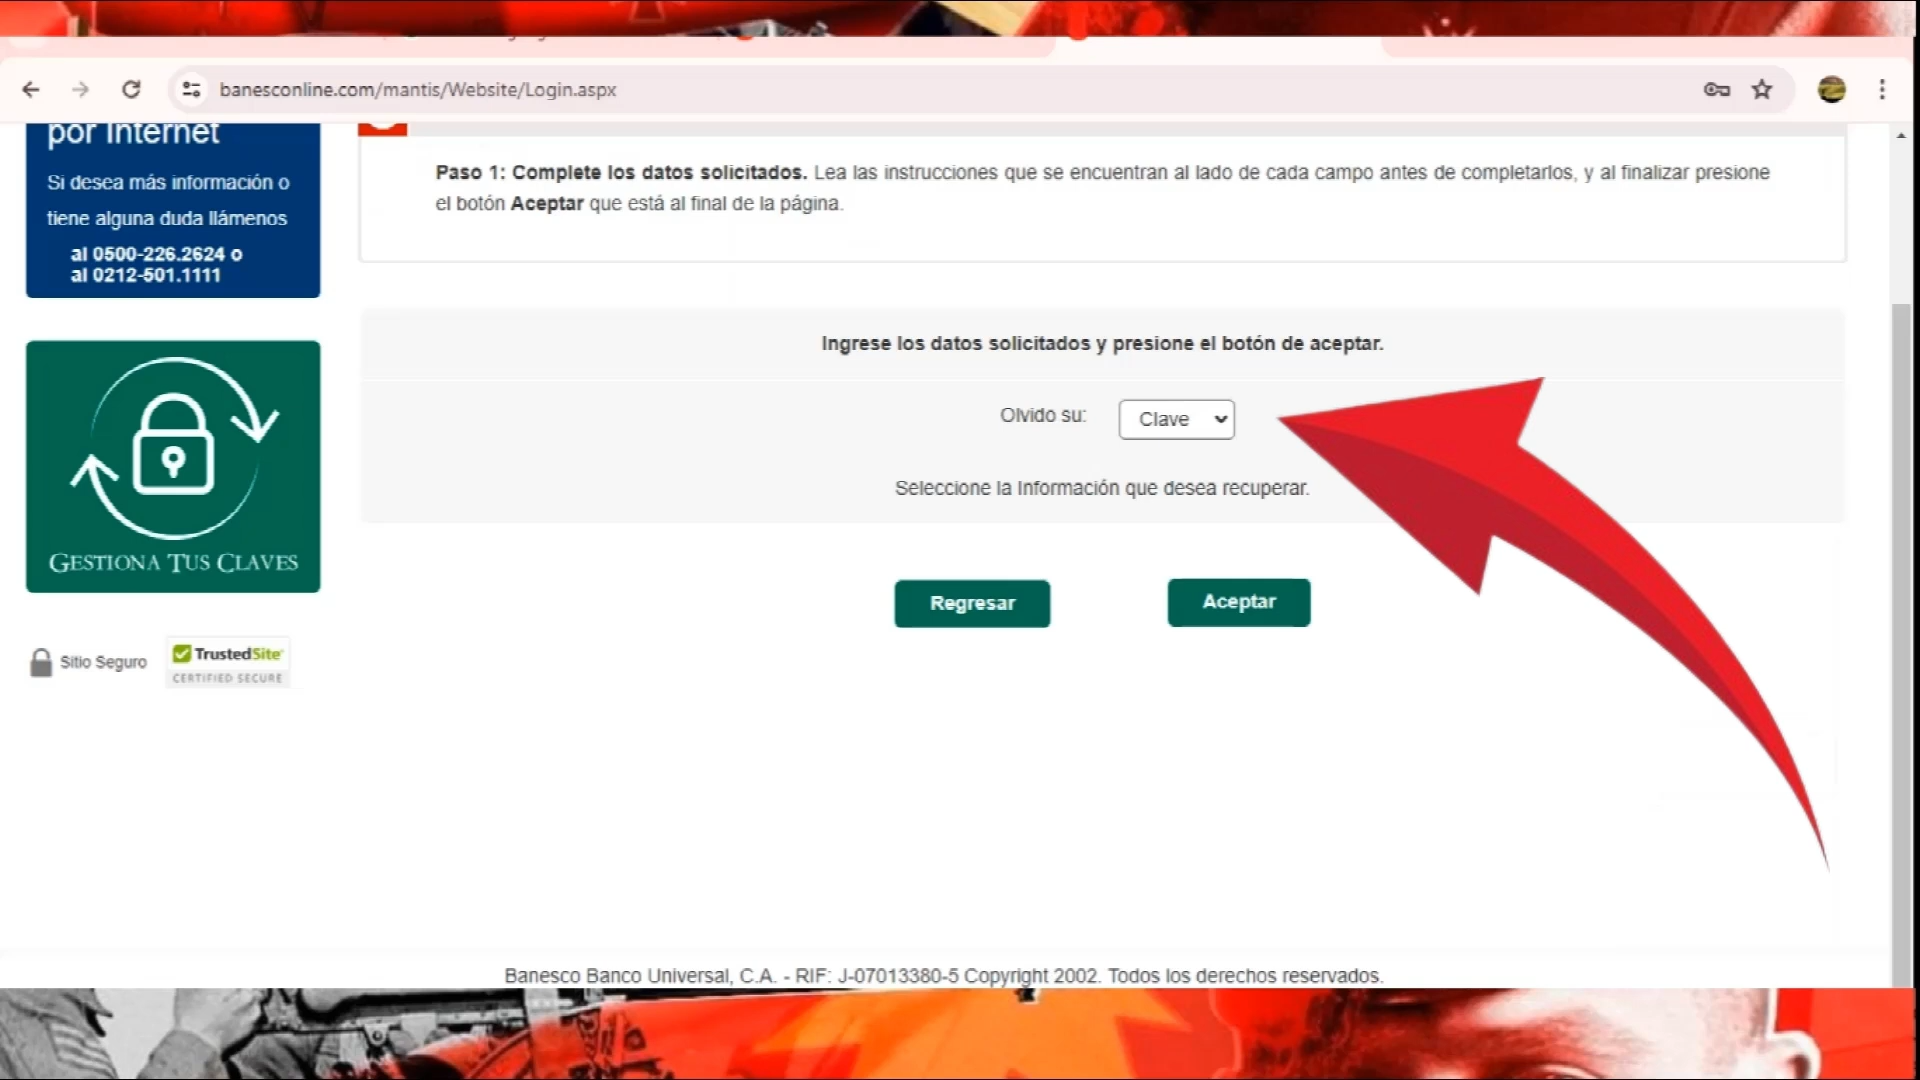 banesconline.com/mantis/Website/Login.aspx
por Internet
Si desea más información o
tiene alguna duda llámenos
al 0500-226.2624 o
al 0212-501.1111
GESTIONA TUS CLAVES
Sitio Seguro
TrustedSite
CERTIFIED SECURE
Paso 1: Complete los datos solicitados. Lea las instrucciones que se encuentran al lado de cada campo antes de completarlos, y al finalizar presione
el botón Aceptar que está al final de la página.
Ingrese los datos solicitados y presione el botón de aceptar.
Olvido su: Clave
Seleccione la Información que desea recuperar.
Regresar Aceptar
Banesco Banco Universal, C.A. - RIF: J-07013380-5 Copyright 2002. Todos los derechos reservados.